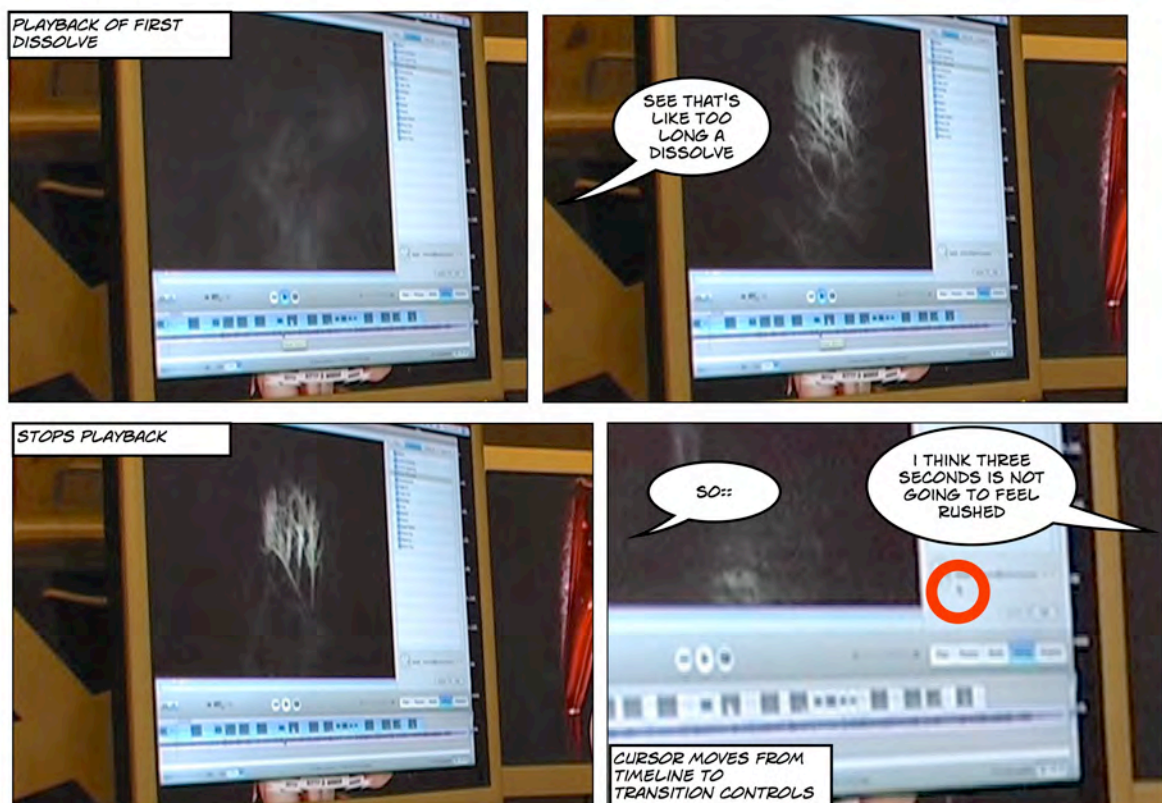 PLAYBACK OF FIRST
DISSOLVE
SEE THAT'S
LIKE TOO
LONG A
DISSOLVE
STOPS PLAYBACK
SO::
I THINK THREE
SECONDS IS NOT
GOING TO FEEL
RUSHED
CURSOR MOVES FROM
TIMELINE TO
TRANSITION CONTROLS